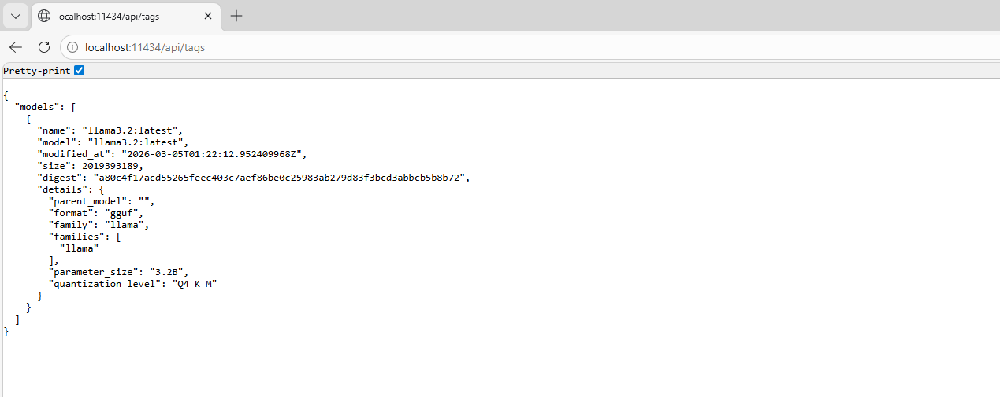 localhost:11434/api/tags
localhost:11434/api/tags
Pretty-print
{
  "models": [
    {
      "name": "llama3.2:latest",
      "model": "llama3.2:latest",
      "modified_at": "2026-03-05T01:22:12.952409968Z",
      "size": 2019393189,
      "digest": "a80c4f17acd55265feec403c7aef86be0c25983ab279d83f3bcd3abbcb5b8b72",
      "details": {
        "parent_model": "",
        "format": "gguf",
        "family": "llama",
        "families": [
          "llama"
        ],
        "parameter_size": "3.2B",
        "quantization_level": "Q4_K_M"
      }
    }
  ]
}